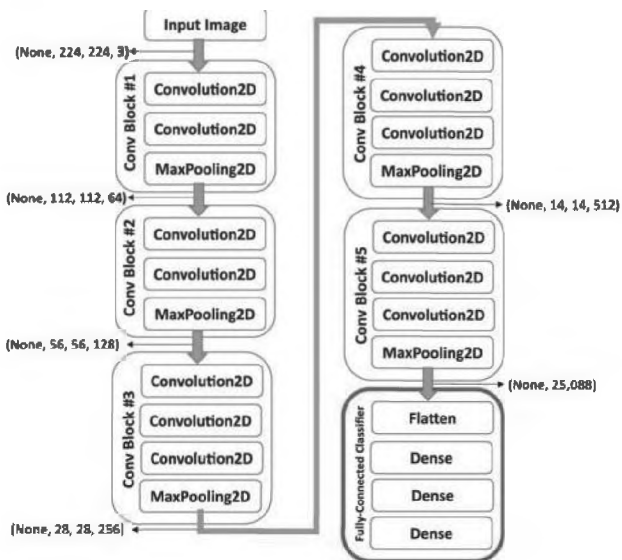 Input Image
(None, 224, 224, 3)
Conv Block #1
Convolution2D
Convolution2D
MaxPooling2D
(None, 112, 112, 64)
Conv Block #2
Convolution2D
Convolution2D
MaxPooling2D
(None, 56, 56, 128)
Conv Block #3
Convolution2D
Convolution2D
Convolution2D
MaxPooling2D
(None, 28, 28, 256)
Conv Block #4
Convolution2D
Convolution2D
Convolution2D
MaxPooling2D
(None, 14, 14, 512)
Conv Block #5
Convolution2D
Convolution2D
Convolution2D
MaxPooling2D
(None, 25,088)
Fully-Connected Classifier
Flatten
Dense
Dense
Dense